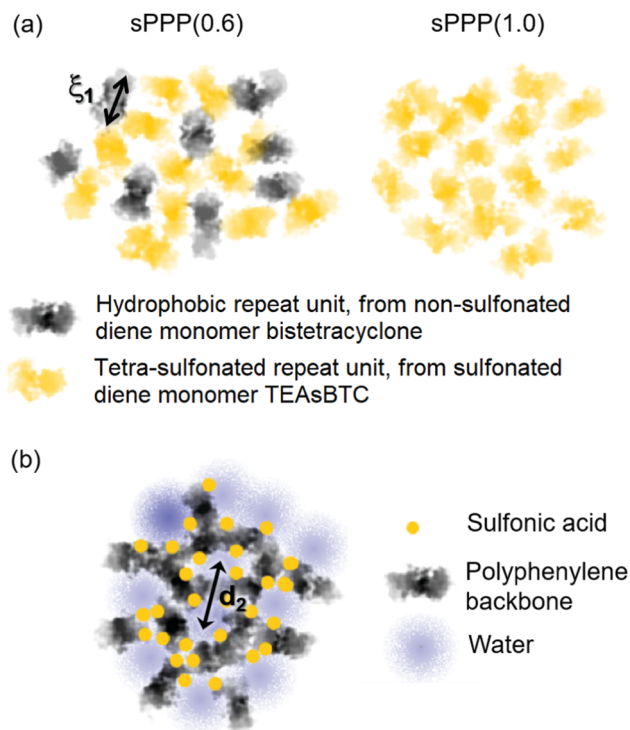 (a) sPPP(0.6) sPPP(1.0)
ξ1
Hydrophobic repeat unit, from non-sulfonated
diene monomer bistetracyclone
Tetra-sulfonated repeat unit, from sulfonated
diene monomer TEAsBTC
(b)
d2
Sulfonic acid
Polyphenylene
backbone
Water